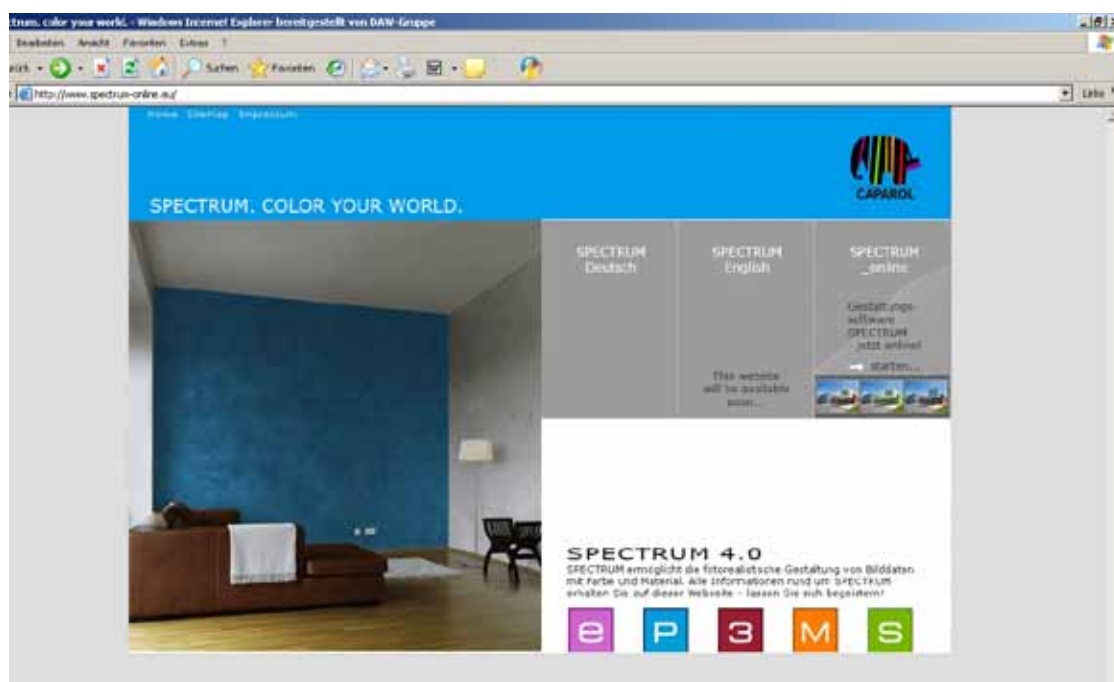 trum. color your world. - Windows Internet Explorer bereitgestellt von DAW-Gruppe
Bearbeiten Ansicht Favoriten Extras ?
Suchen Favoriten
http://www.spectrum-online.eu/
Links
Home Sitemap Impressum
CAPAROL
SPECTRUM. COLOR YOUR WORLD.
SPECTRUM
Deutsch
SPECTRUM
English
This website
will be available
soon...
SPECTRUM
_online
Gestaltungs-
software
SPECTRUM
jetzt online!
starten...
SPECTRUM 4.0
SPECTRUM ermöglicht die fotorealistische Gestaltung von Bilddaten
mit Farbe und Material. Alle Informationen rund um SPECTRUM
erhalten Sie auf dieser Webseite - lassen Sie sich begeistern!
e P 3 M S